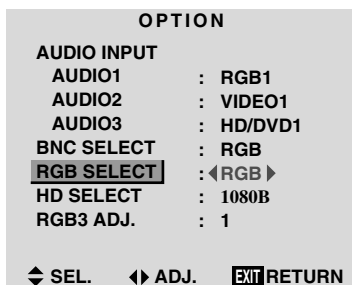 OPTION
AUDIO INPUT
AUDIO1 : RGB1
AUDIO2 : VIDEO1
AUDIO3 : HD/DVD1
BNC SELECT : RGB
RGB SELECT : RGB
HD SELECT : 1080B
RGB3 ADJ. : 1
SEL. ADJ. EXIT RETURN